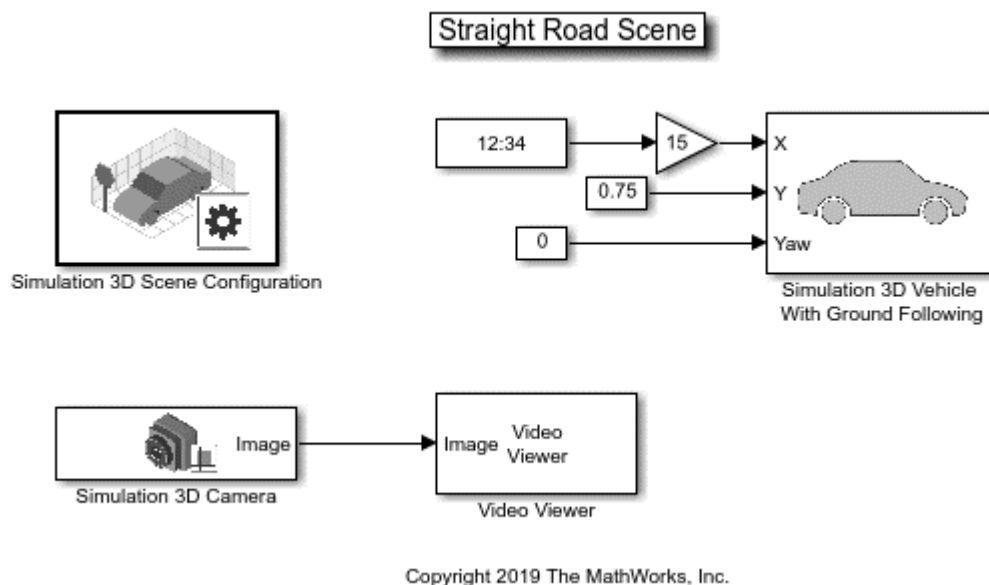 Straight Road Scene
12:34
15
X
0.75
Y
0
Yaw
Simulation 3D Scene Configuration
Simulation 3D Vehicle
With Ground Following
Image
Image
Video
Viewer
Simulation 3D Camera
Video Viewer
Copyright 2019 The MathWorks, Inc.